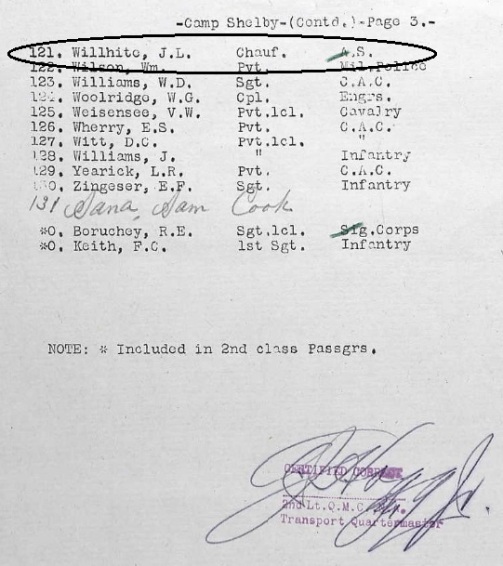 -Camp Shelby-(Contd.)-Page 3.-
121. Willhite, J.L. Chauf. A.S.
122. Wilson, Wm. Pvt. Mil.Police
123. Williams, W.D. Sgt. C.A.C.
124. Woolridge, W.G. Cpl. Engrs.
125. Weisensee, V.W. Pvt.lcl. Cavalry
126. Wherry, E.S. Pvt. C.A.C.
127. Witt, D.C. Pvt.lcl. "
128. Williams, J. " Infantry
129. Yearick, L.R. Pvt. C.A.C.
130. Zingeser, E.F. Sgt. Infantry
131 Sana, Sam Cook
*0. Boruchey, R.E. Sgt.lcl. Sig.Corps
*0. Keith, F.C. 1st Sgt. Infantry
NOTE: * Included in 2nd class Passgrs.
CERTIFIED CORRECT
2nd Lt.Q.M.C.
Transport Quartermaster